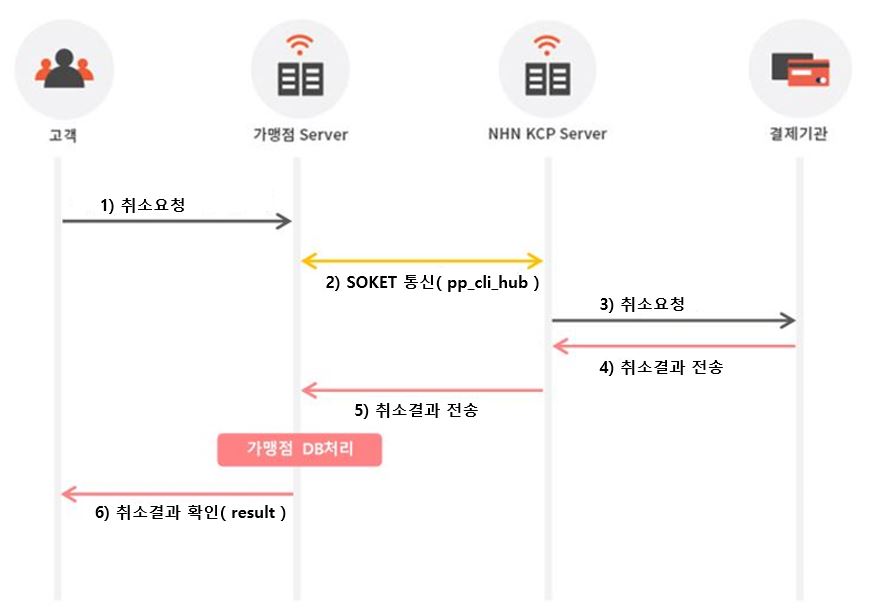 고객
가맹점 Server
NHN KCP Server
결제기관
1) 취소요청
2) SOKET 통신( pp_cli_hub )
3) 취소요청
4) 취소결과 전송
5) 취소결과 전송
가맹점 DB처리
6) 취소결과 확인( result )